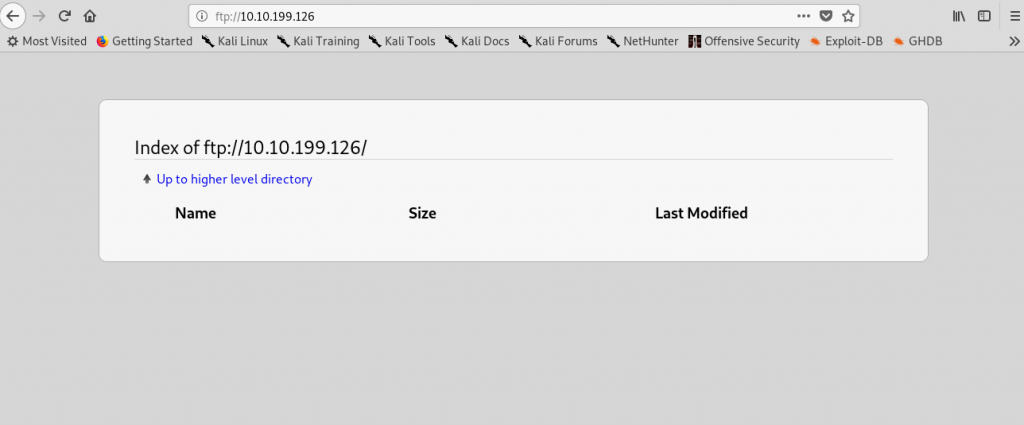 ftp://10.10.199.126
Most Visited Getting Started Kali Linux Kali Training Kali Tools Kali Docs Kali Forums NetHunter Offensive Security Exploit-DB GHDB
Index of ftp://10.10.199.126/
Up to higher level directory
Name Size Last Modified